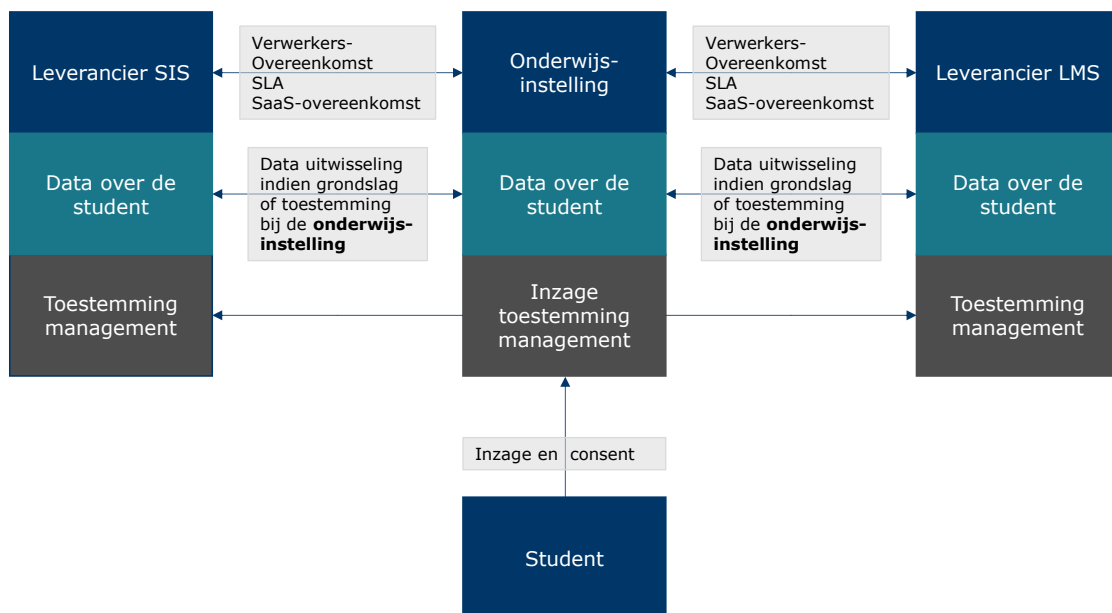 Leverancier SIS
Verwerkers-
Overeenkomst
SLA
SaaS-overeenkomst
Onderwijs-
instelling
Verwerkers-
Overeenkomst
SLA
SaaS-overeenkomst
Leverancier LMS
Data over de
student
Data uitwisseling
indien grondslag
of toestemming
bij de onderwijs-
instelling
Data over de
student
Data uitwisseling
indien grondslag
of toestemming
bij de onderwijs-
instelling
Data over de
student
Toestemming
management
Inzage
toestemming
management
Toestemming
management
Inzage en consent
Student